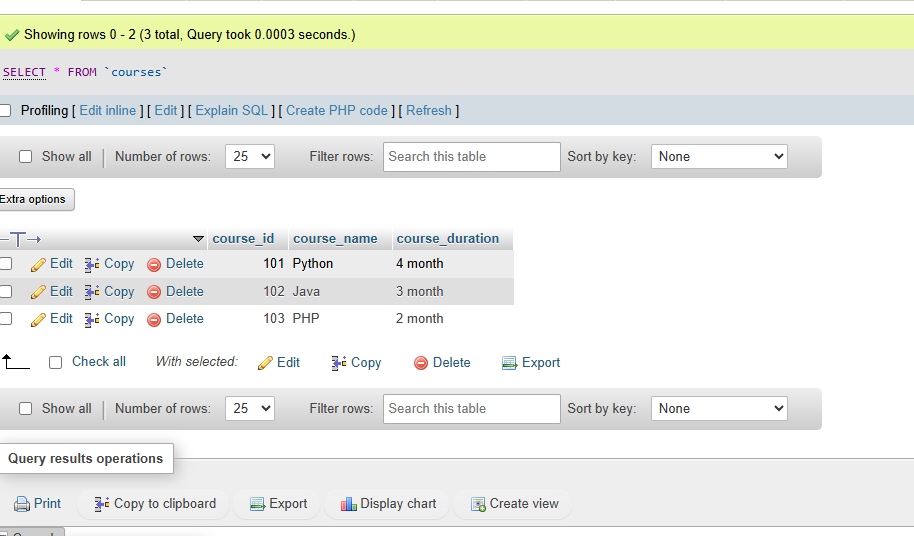 Showing rows 0 - 2 (3 total, Query took 0.0003 seconds.)
SELECT * FROM `courses`
Profiling [ Edit inline ] [ Edit ] [ Explain SQL ] [ Create PHP code ] [ Refresh ]
Show all Number of rows: 25 Filter rows: Search this table Sort by key: None
Extra options
course_id course_name course_duration
Edit Copy Delete 101 Python 4 month
Edit Copy Delete 102 Java 3 month
Edit Copy Delete 103 PHP 2 month
Check all With selected: Edit Copy Delete Export
Show all Number of rows: 25 Filter rows: Search this table Sort by key: None
Query results operations
Print Copy to clipboard Export Display chart Create view